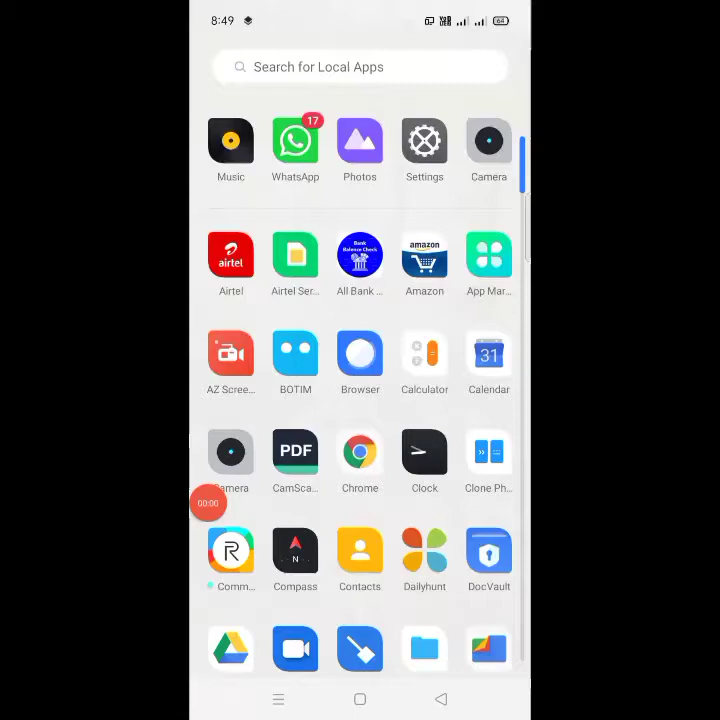 8:49
64
Search for Local Apps
17
Music WhatsApp Photos Settings Camera
airtel
Bank Balance Check
amazon
Airtel Airtel Ser... All Bank ... Amazon App Mar...
31
AZ Scree... BOTIM Browser Calculator Calendar
PDF
Camera CamSca... Chrome Clock Clone Ph...
00:00
R
N
Comm... Compass Contacts Dailyhunt DocVault